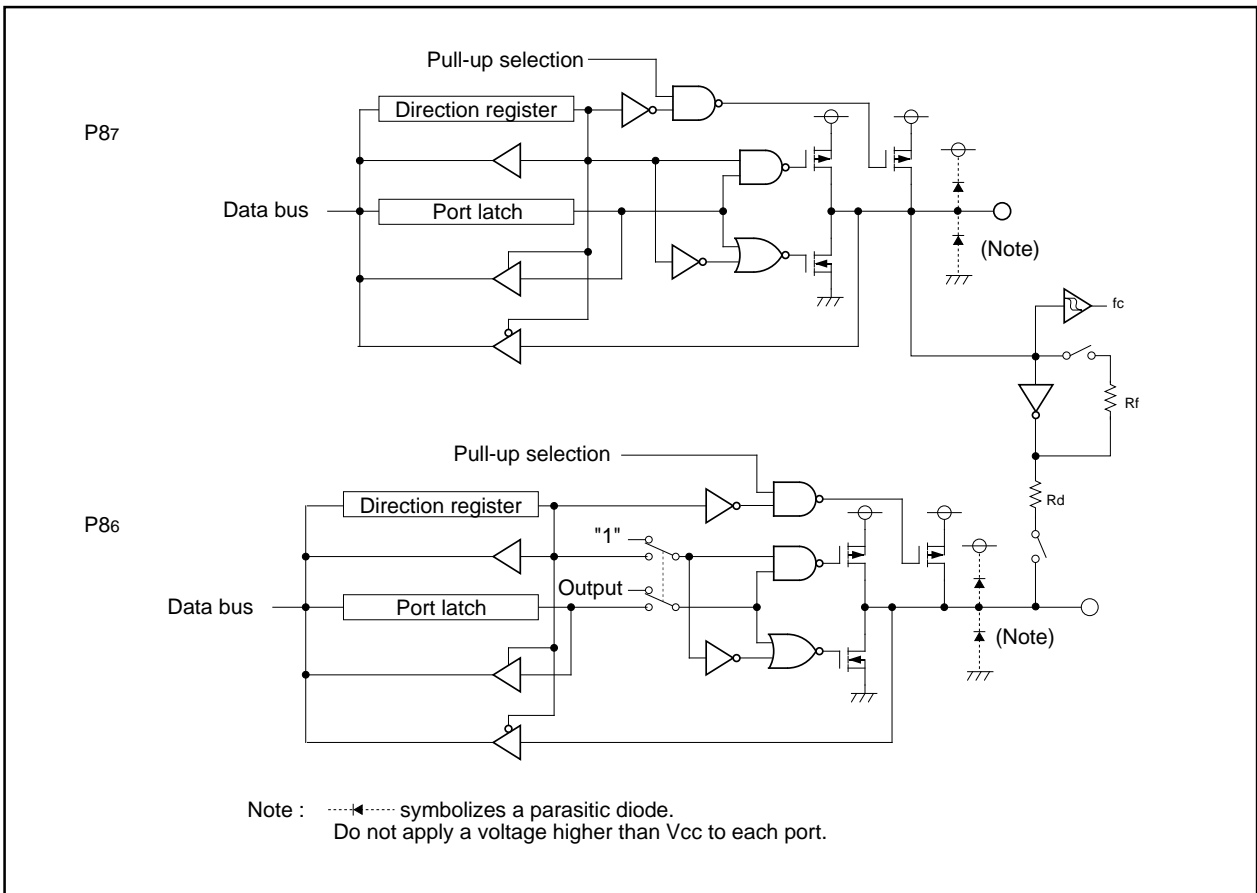 Pull-up selection
Direction register
P87
Data bus
Port latch
(Note)
fc
Rf
Pull-up selection
Direction register
Rd
P86
"1"
Output
Data bus
Port latch
(Note)
Note : symbolizes a parasitic diode.
Do not apply a voltage higher than Vcc to each port.